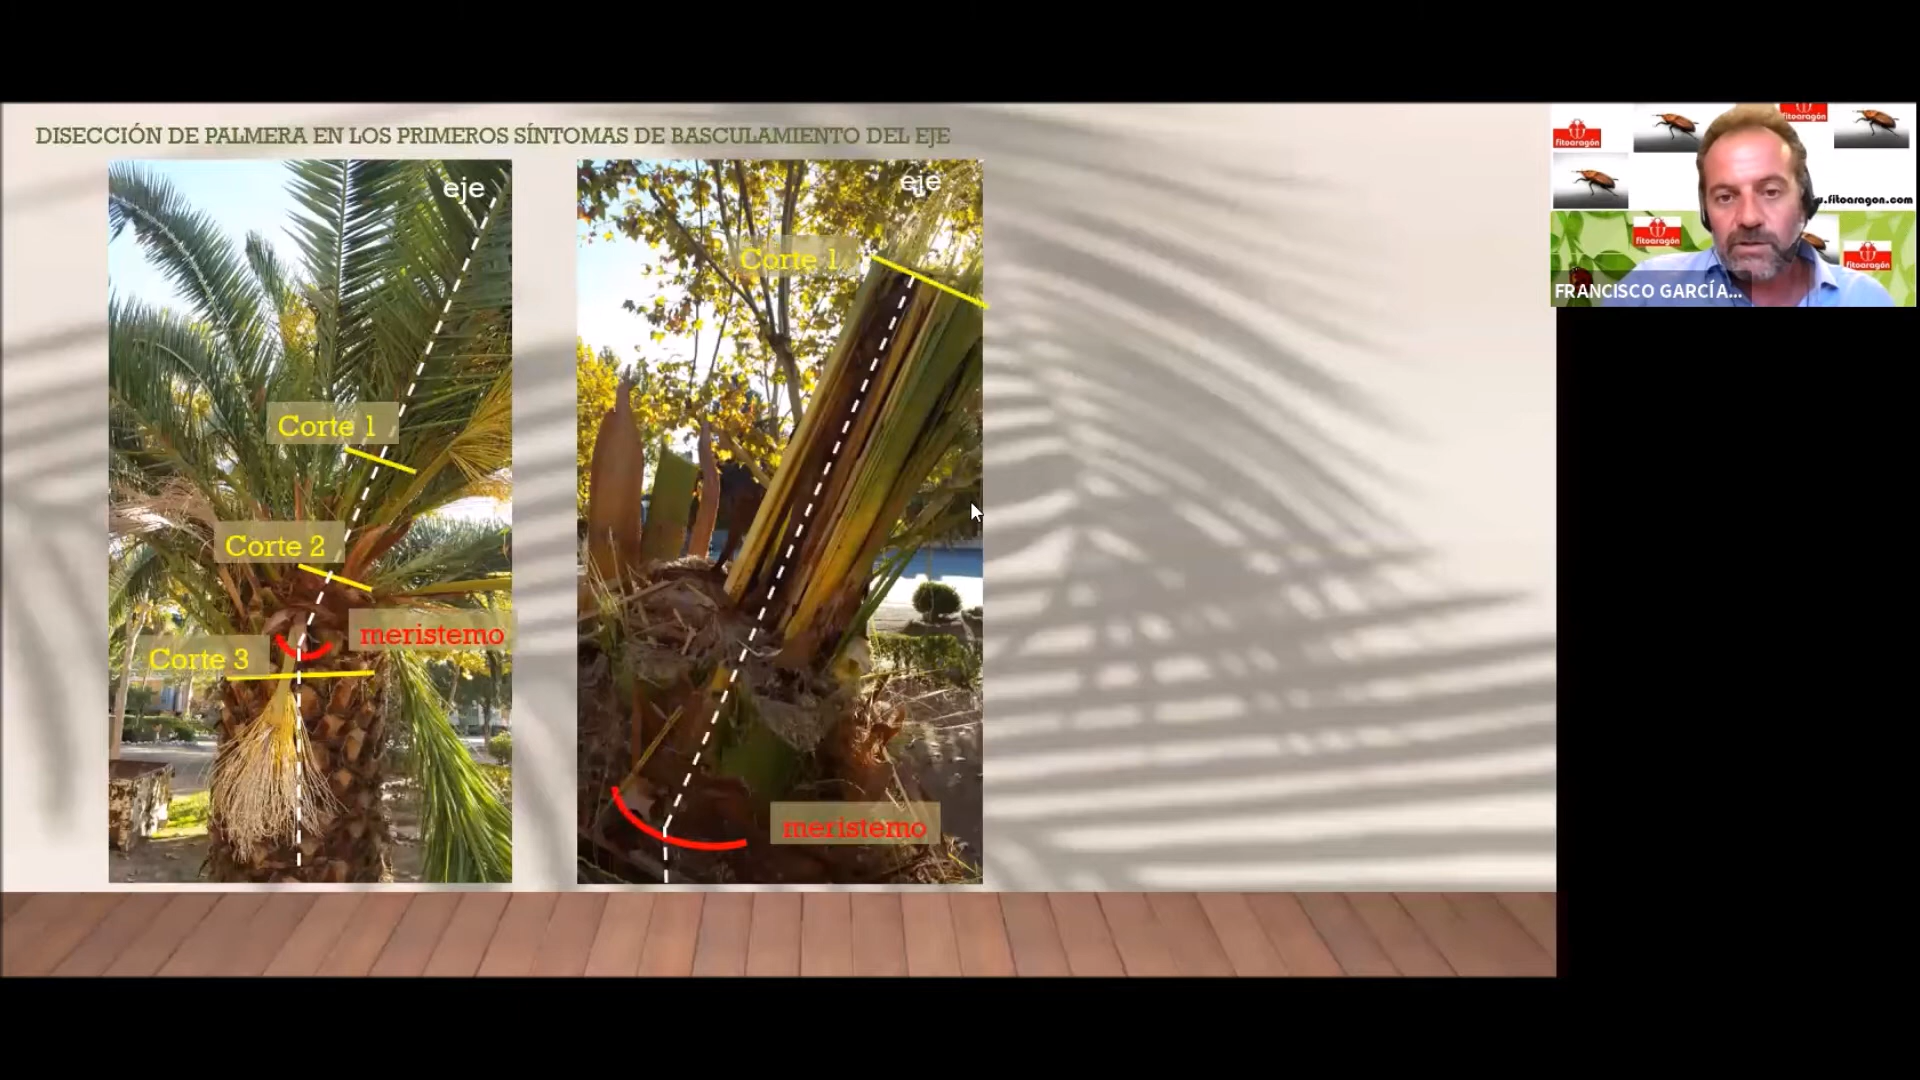 DISECCIÓN DE PALMERA EN LOS PRIMEROS SÍNTOMAS DE BASCULAMIENTO DEL EJE
eje
Corte 1
Corte 2
meristemo
Corte 3
eje
Corte 1
meristemo
fitoaragón
fitoaragón
.fitoaragon.com
fitoaragón
fitoaragón
FRANCISCO GARCÍA...